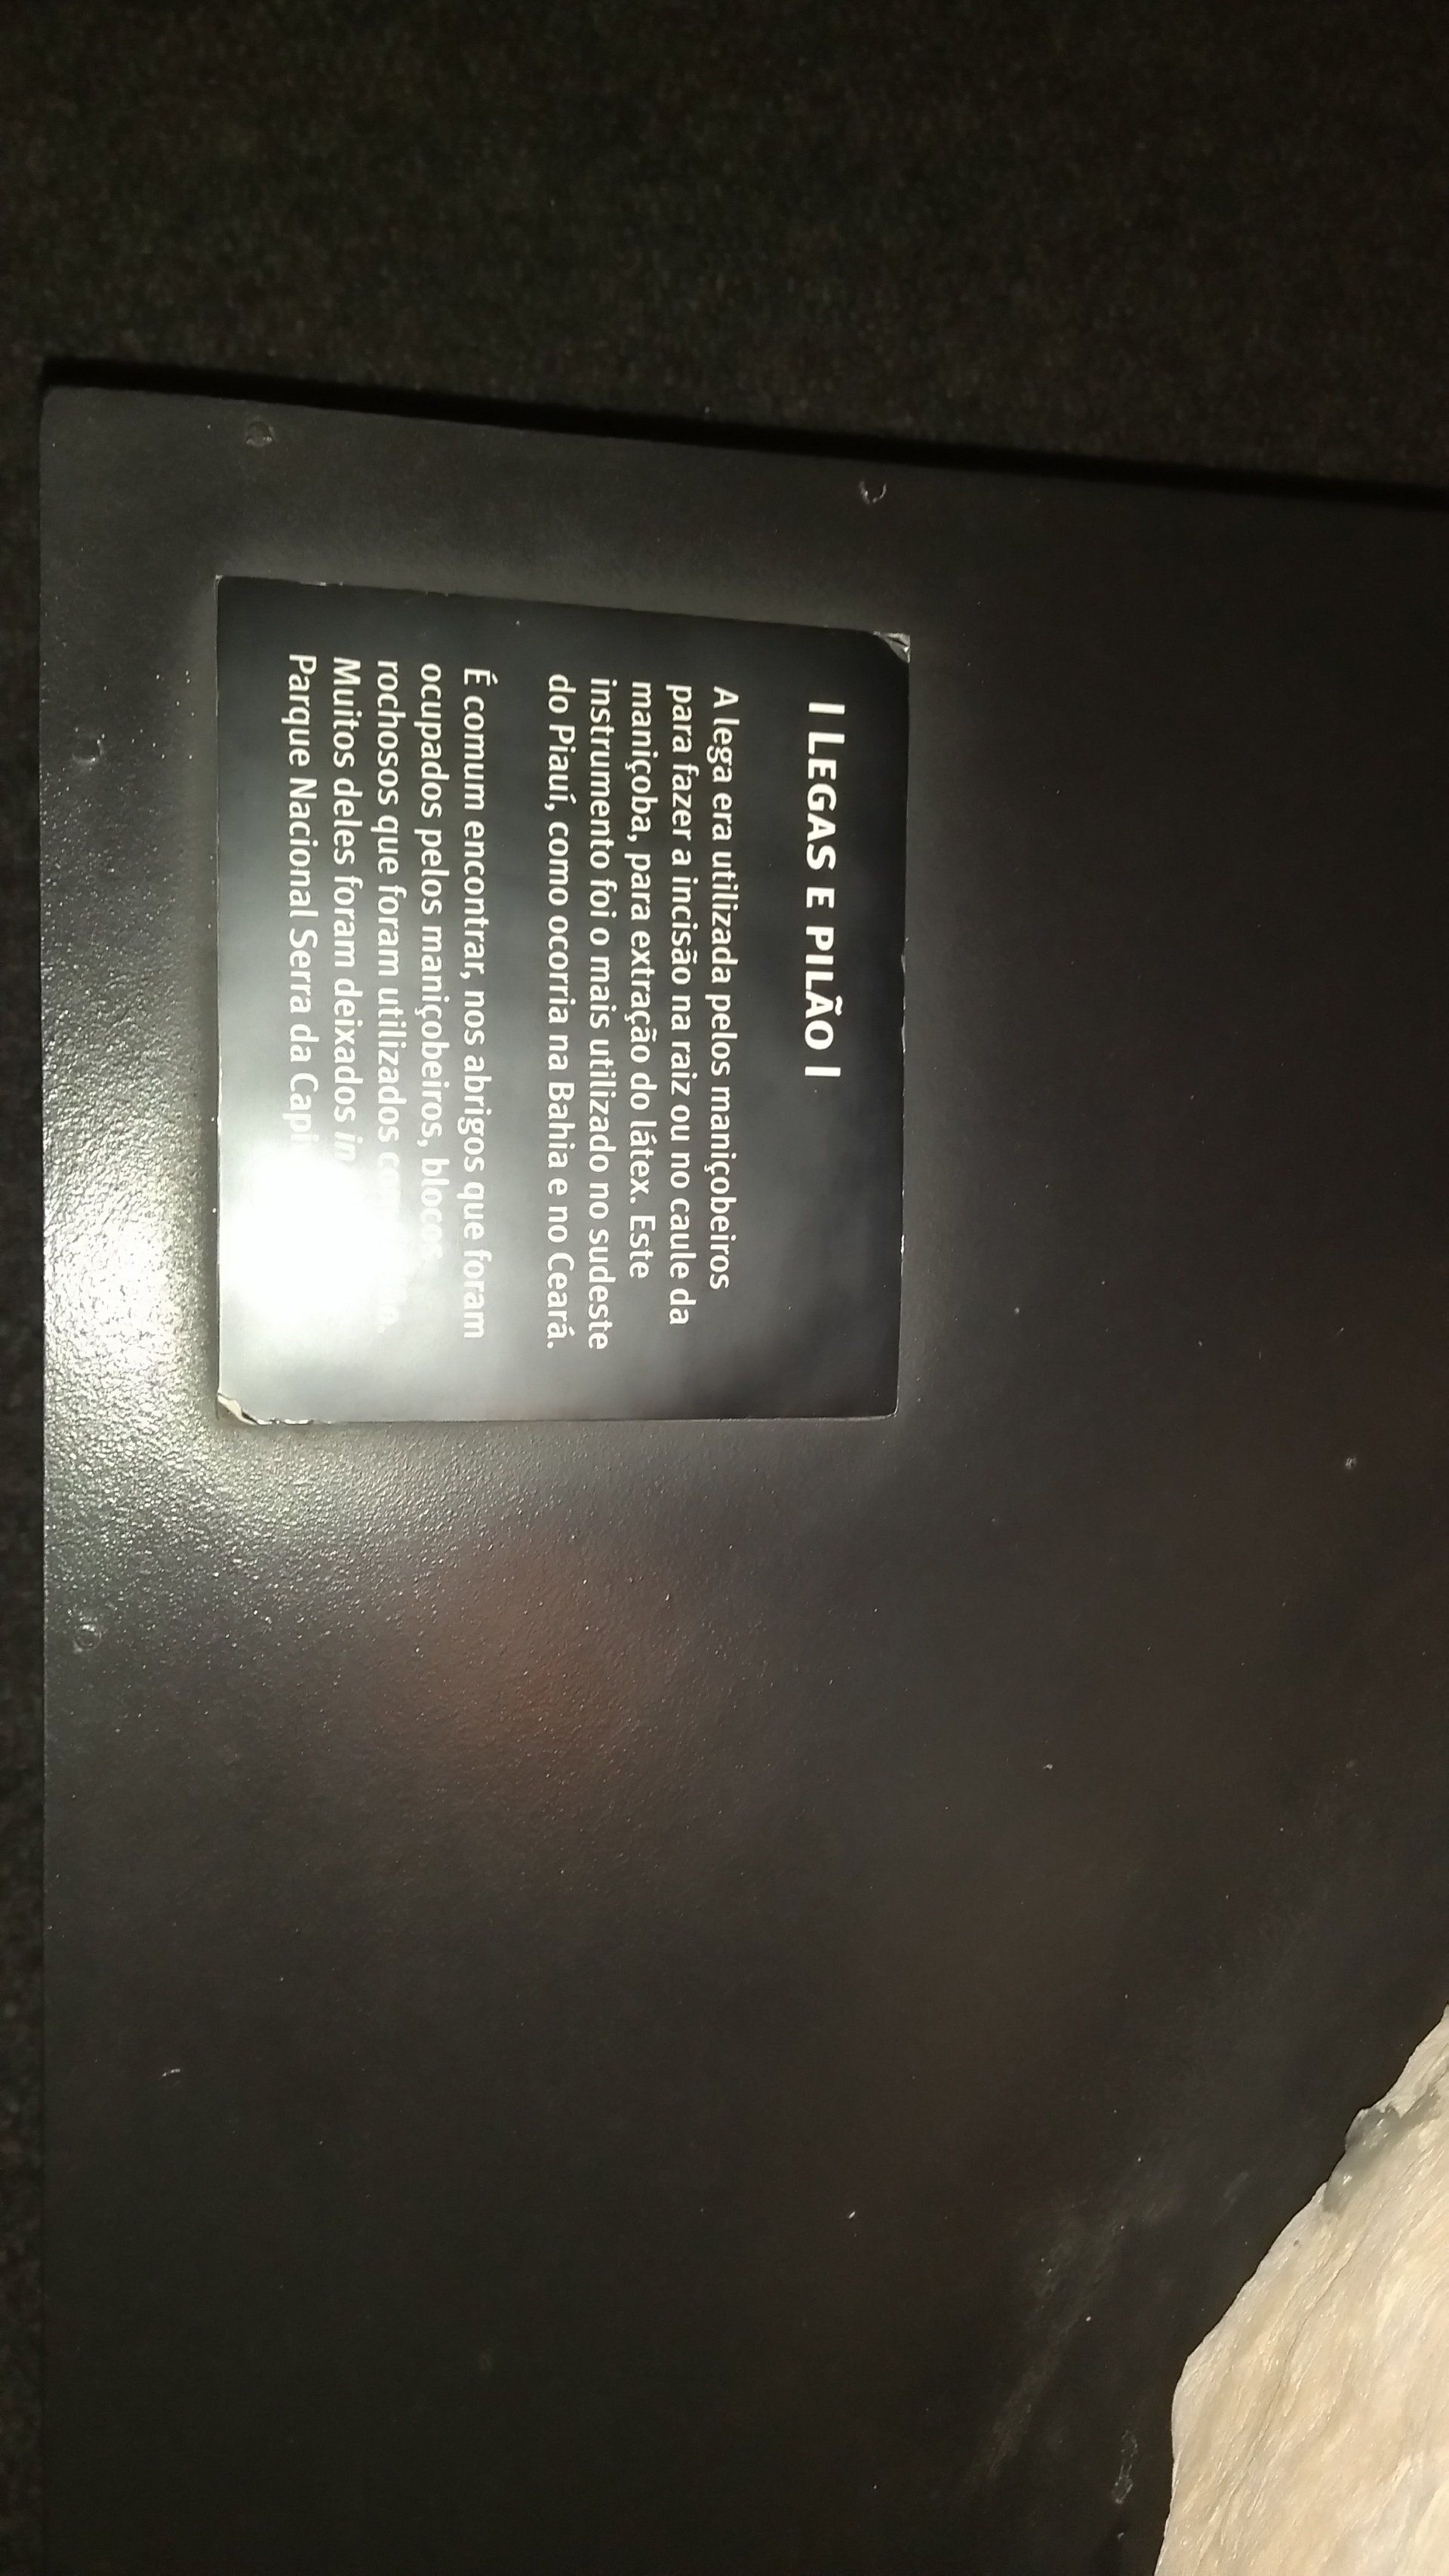 | LEGAS E PILÃO |
A lega era utilizada pelos maniçobeiros
para fazer a incisão na raiz ou no caule da
maniçoba, para extração do látex. Este
instrumento foi o mais utilizado no sudeste
do Piauí, como ocorria na Bahia e no Ceará.
É comum encontrar, nos abrigos que foram
ocupados pelos maniçobeiros, blocos
rochosos que foram utilizados
Muitos deles foram deixados in
Parque Nacional Serra da